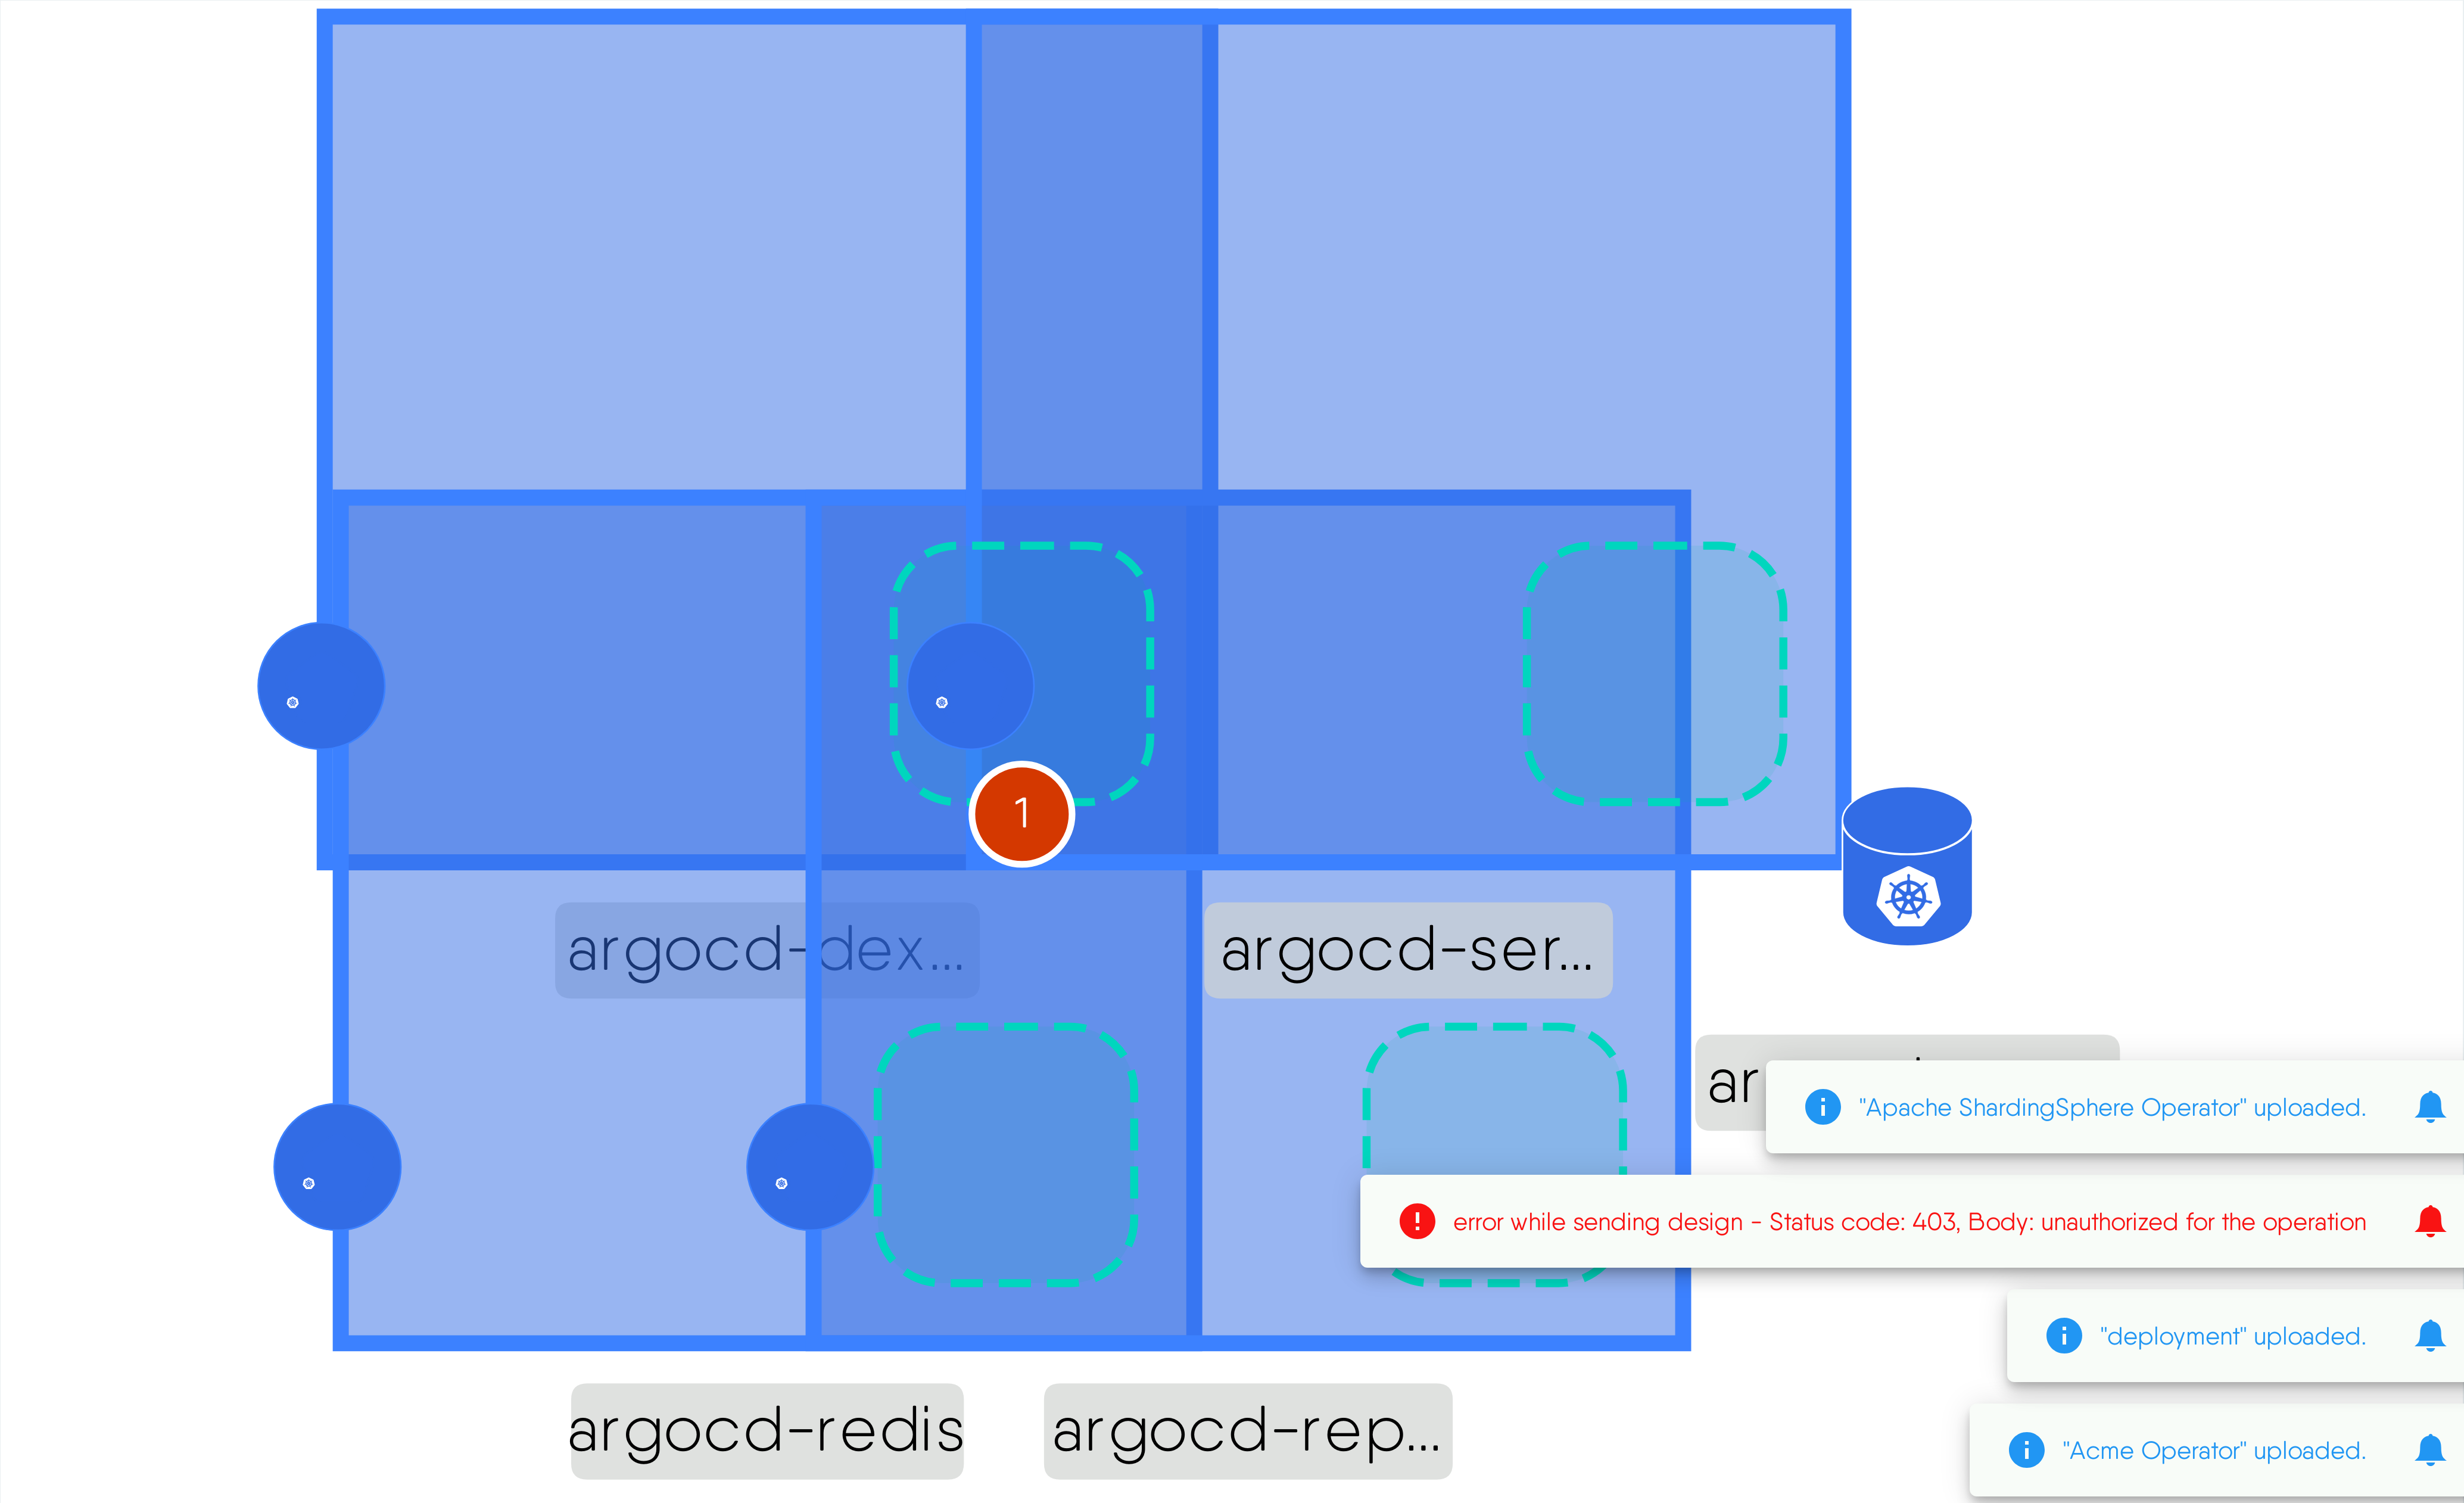 1
argocd-dex...
argocd-ser...
ar
"Apache ShardingSphere Operator" uploaded.
error while sending design - Status code: 403, Body: unauthorized for the operation
"deployment" uploaded.
argocd-redis
argocd-rep...
"Acme Operator" uploaded.